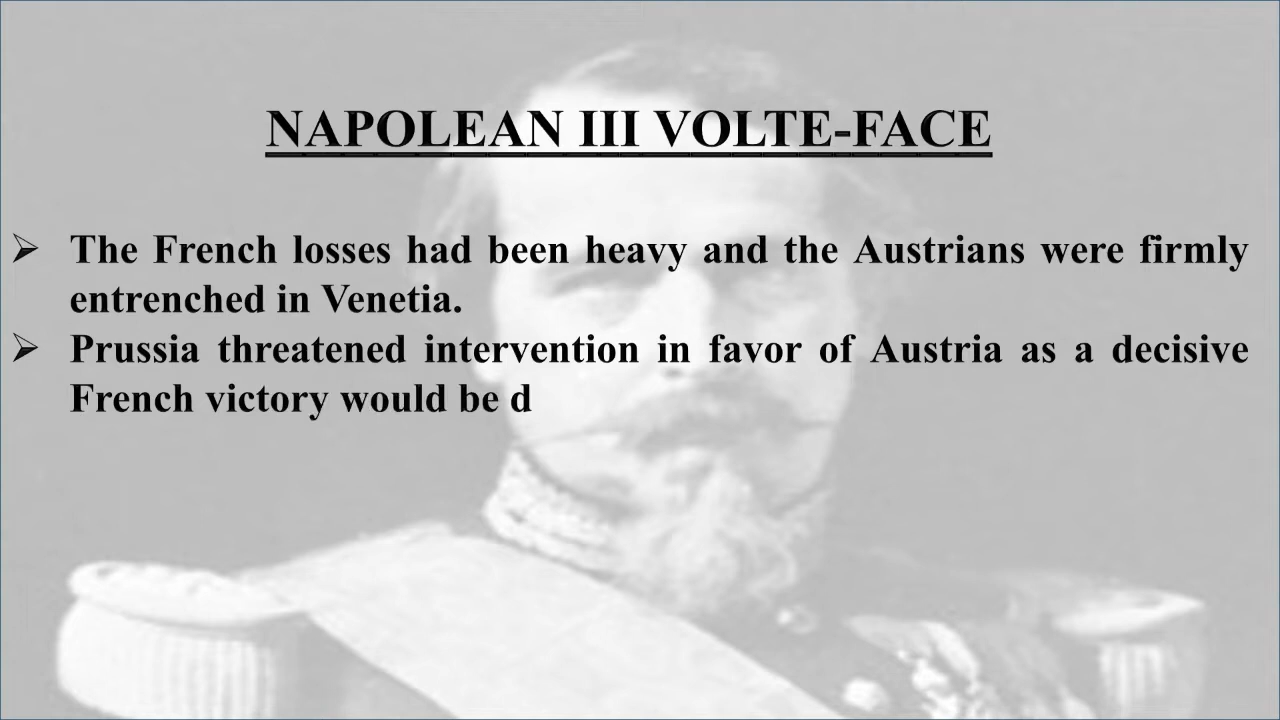 NAPOLEAN III VOLTE-FACE
➢ The French losses had been heavy and the Austrians were firmly
entrenched in Venetia.
➢ Prussia threatened intervention in favor of Austria as a decisive
French victory would be d